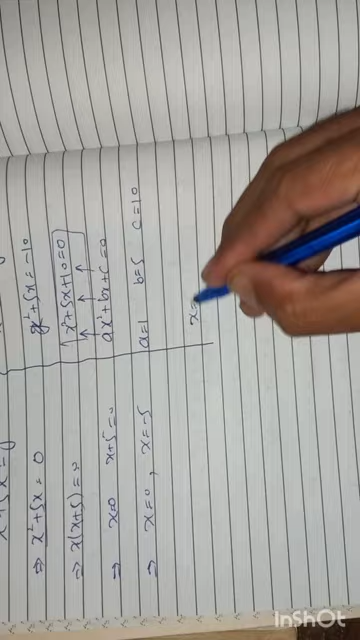 ⇒ x² + 5x = 0
⇒ x(x+5) = 0
⇒ x=0 x+5=0
⇒ x=0, x=-5
x² + 5x = -10
x² + 5x + 10 = 0
ax² + bx + c = 0
a=1 b=5 c=10
x=
InShot